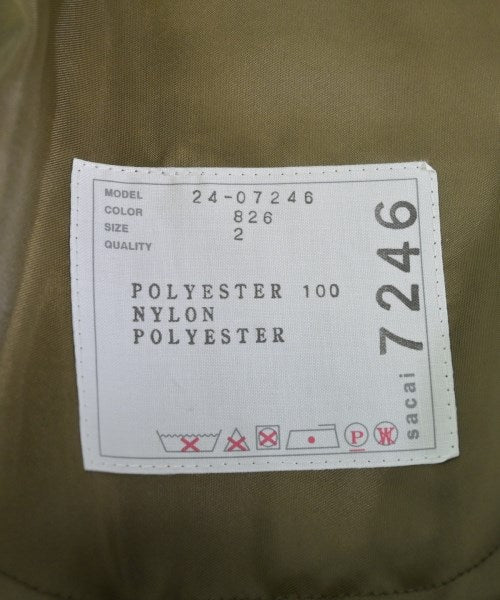 MODEL 24-07246
COLOR 826
SIZE 2
QUALITY
POLYESTER 100
NYLON
POLYESTER
P W
sacai 7246